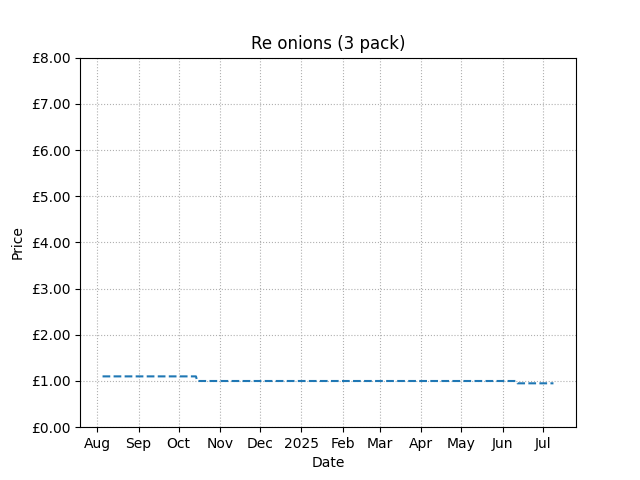 Re onions (3 pack)
£8.00
£7.00
£6.00
£5.00
£4.00
£3.00
£2.00
£1.00
£0.00
Price
Aug Sep Oct Nov Dec 2025 Feb Mar Apr May Jun Jul
Date